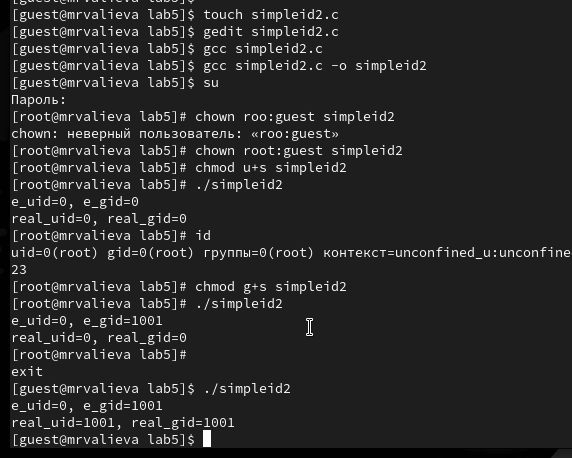 [guest@mrvalieva lab5]$ touch simpleid2.c
[guest@mrvalieva lab5]$ gedit simpleid2.c
[guest@mrvalieva lab5]$ gcc simpleid2.c
[guest@mrvalieva lab5]$ gcc simpleid2.c -o simpleid2
[guest@mrvalieva lab5]$ su
Пароль:
[root@mrvalieva lab5]# chown roo:guest simpleid2
chown: неверный пользователь: «roo:guest»
[root@mrvalieva lab5]# chown root:guest simpleid2
[root@mrvalieva lab5]# chmod u+s simpleid2
[root@mrvalieva lab5]# ./simpleid2
e_uid=0, e_gid=0
real_uid=0, real_gid=0
[root@mrvalieva lab5]# id
uid=0(root) gid=0(root) группы=0(root) контекст=unconfined_u:unconfine
23
[root@mrvalieva lab5]# chmod g+s simpleid2
[root@mrvalieva lab5]# ./simpleid2
e_uid=0, e_gid=1001
real_uid=0, real_gid=0
[root@mrvalieva lab5]#
exit
[guest@mrvalieva lab5]$ ./simpleid2
e_uid=0, e_gid=1001
real_uid=1001, real_gid=1001
[guest@mrvalieva lab5]$